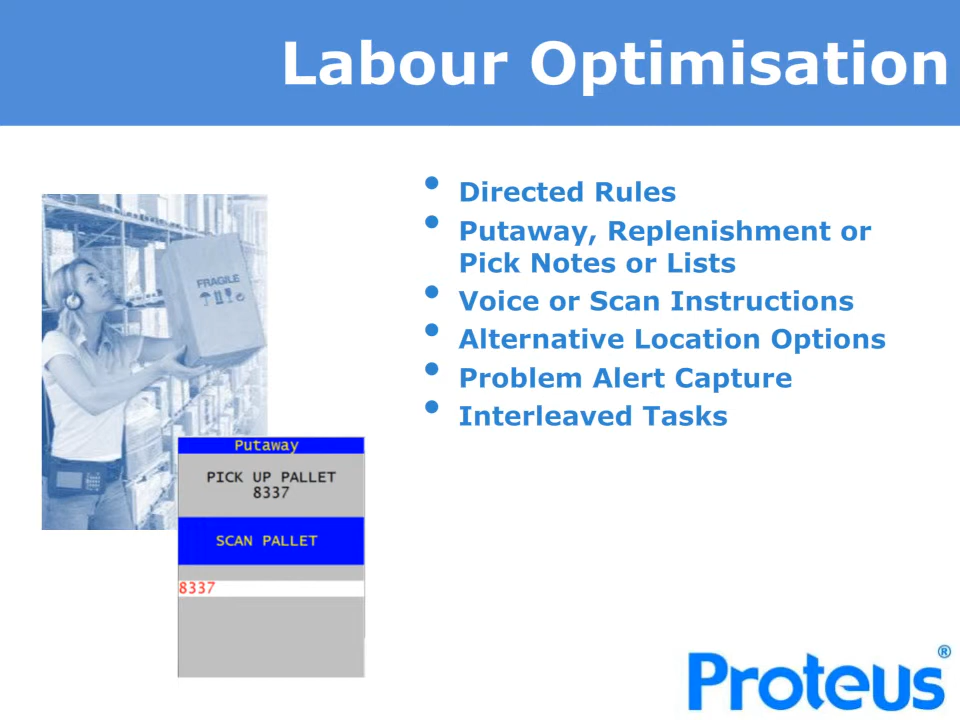 Labour Optimisation
• Directed Rules
• Putaway, Replenishment or
Pick Notes or Lists
• Voice or Scan Instructions
• Alternative Location Options
• Problem Alert Capture
• Interleaved Tasks
FRAGILE
Putaway
PICK UP PALLET
8337
SCAN PALLET
8337
Proteus®